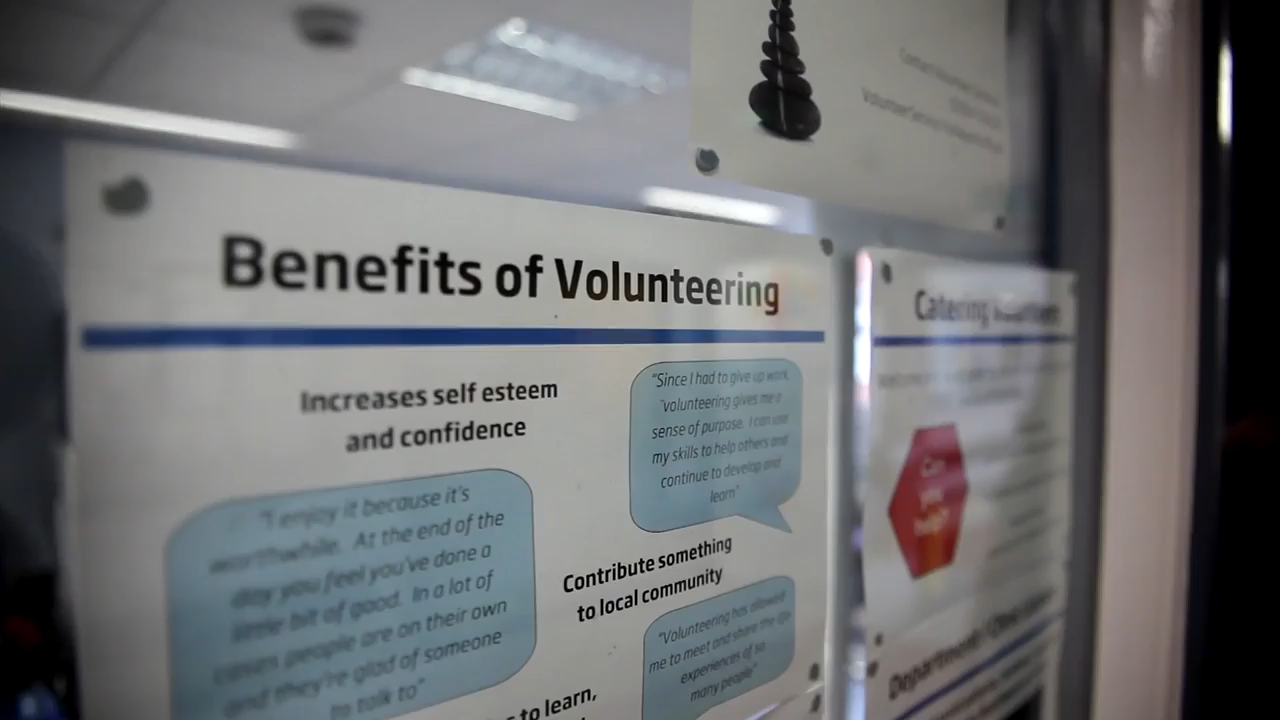 Benefits of Volunteering
Increases self esteem
and confidence
"I enjoy it because it's
worthwhile. At the end of the
day you feel you've done a
little bit of good. In a lot of
cases people are on their own
and they're glad of someone
to talk to"
"Since I had to give up work,
"volunteering gives me a
sense of purpose. I can use
my skills to help others and
continue to develop and
learn"
Contribute something
to local community
"Volunteering has allowed
me to meet and share the life
experiences of so
many people"
to learn,
Catering Volunteers
Can
you
help?
Department